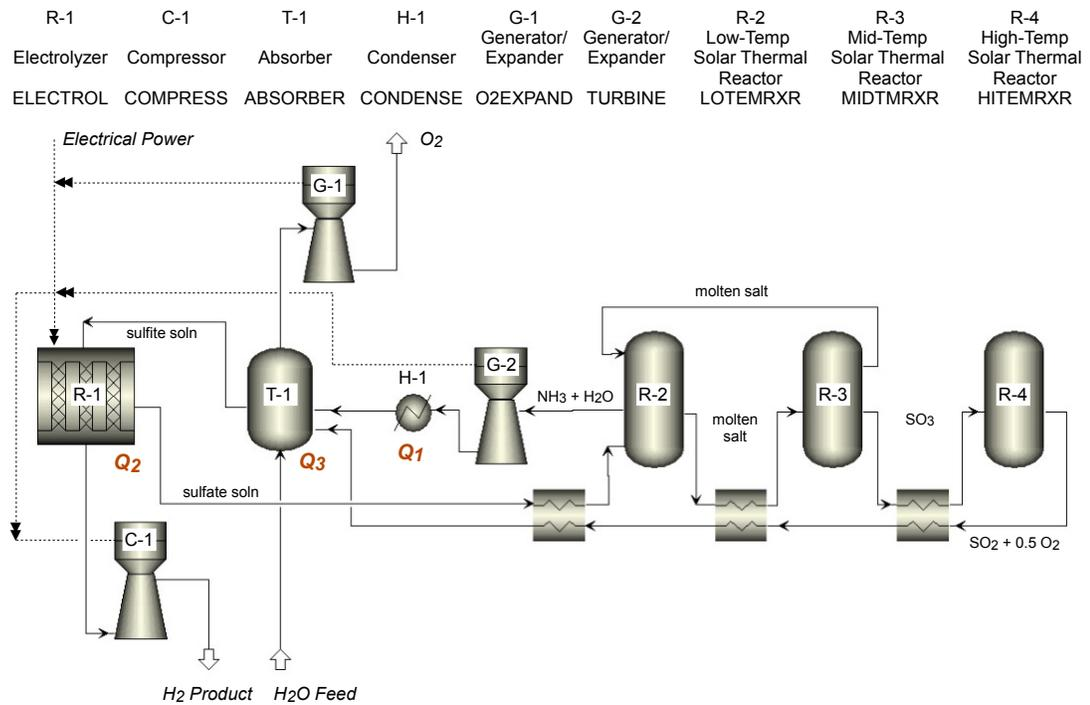 R-1 C-1 T-1 H-1 G-1 G-2 R-2 R-3 R-4
Generator/ Generator/ Low-Temp Mid-Temp High-Temp
Electrolyzer Compressor Absorber Condenser Expander Expander Solar Thermal Solar Thermal Solar Thermal
Reactor Reactor Reactor
ELECTROL COMPRESS ABSORBER CONDENSE O2EXPAND TURBINE LOTEMRXR MIDTMRXR HITEMRXR
Electrical Power
O2
G-1
molten salt
sulfite soln
G-2
H-1
R-1
T-1
NH3 + H2O
R-2
R-3
R-4
molten
salt
SO3
Q2
Q3
Q1
sulfate soln
C-1
SO2 + 0.5 O2
H2 Product
H2O Feed